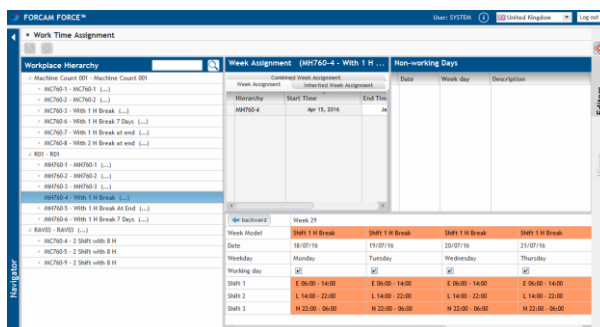 FORCAM FORCE™
User: SYSTEM
United Kingdom
Log out
Work Time Assignment
Workplace Hierarchy
Machine Count 001 - Machine Count 001
MC760-1 - MC760-1 (...)
MC760-2 - MC760-2 (...)
MC760-3 - With 1 H Break (...)
MC760-6 - With 1 H Break 7 Days (...)
MC760-7 - With 1 H Break at end (...)
MC760-8 - With 2 H Break at end (...)
R01 - R01
MH760-1 - MH760-1 (...)
MH760-2 - MH760-2 (...)
MH760-3 - MH760-3 (...)
MH760-4 - With 1 H Break (...)
MH760-5 - With 1 H Break At End (...)
MH760-6 - With 1 H Break 7 Days (...)
RAV03 - RAV03 (...)
MC760-4 - 2 Shift with 8 H
MC760-5 - 2 Shift with 8 H
MC760-9 - 2 Shift with 8 H
Navigator
Week Assignment (MH760-4 - With 1 H ...
Combined Week Assignment
Week Assignment Inherited Week Assignment
Hierarchy Start Time End Tim
MH760-4 Apr 15, 2016 Ja
Non-working Days
Date Week day Description
Editor
backward Week 29
Week Model Shift 1 H Break Shift 1 H Break Shift 1 H Break Shift 1 H Break
Date 18/07/16 19/07/16 20/07/16 21/07/16
Weekday Monday Tuesday Wednesday Thursday
Working day
Shift 1 E 06:00 - 14:00 E 06:00 - 14:00 E 06:00 - 14:00 E 06:00 - 14:00
Shift 2 L 14:00 - 22:00 L 14:00 - 22:00 L 14:00 - 22:00 L 14:00 - 22:00
Shift 3 N 22:00 - 06:00 N 22:00 - 06:00 N 22:00 - 06:00 N 22:00 - 06:00